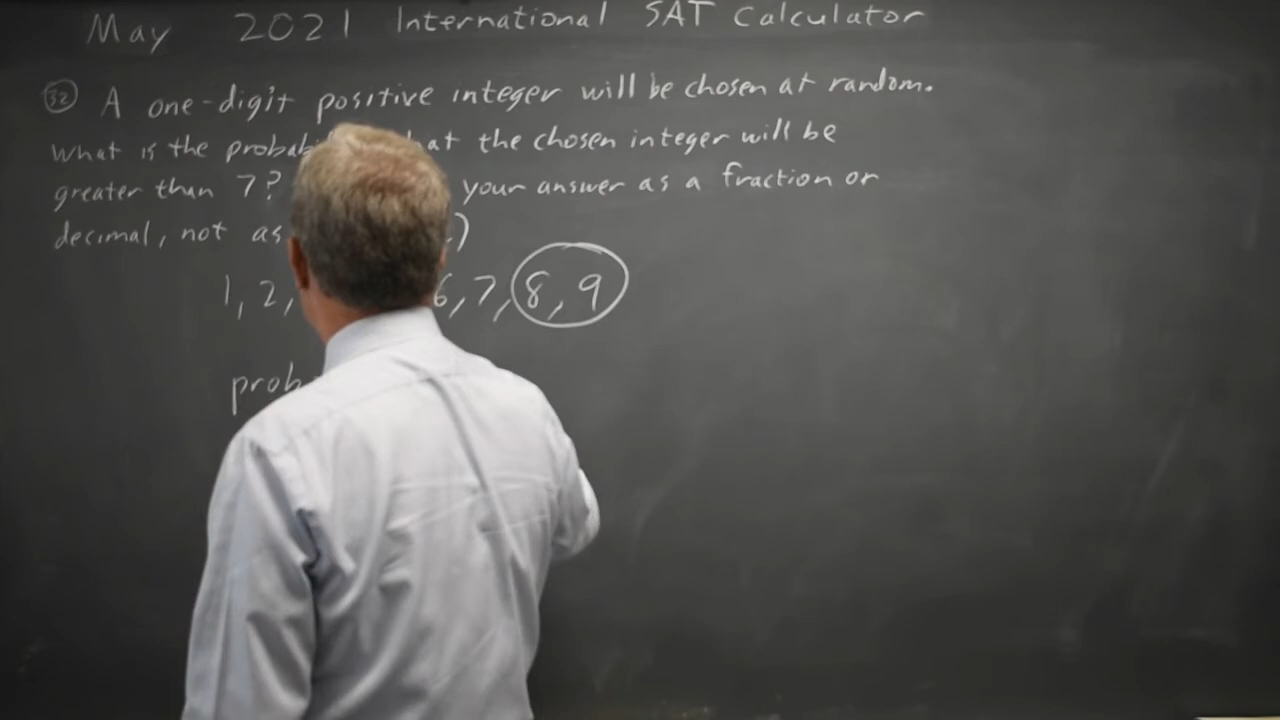 May 2021 International SAT Calculator
32 A one-digit positive integer will be chosen at random.
What is the the chosen integer will be
greater than 7? your answer as a fraction or
decimal, not as
1, 2, 6, 7, 8, 9
prob